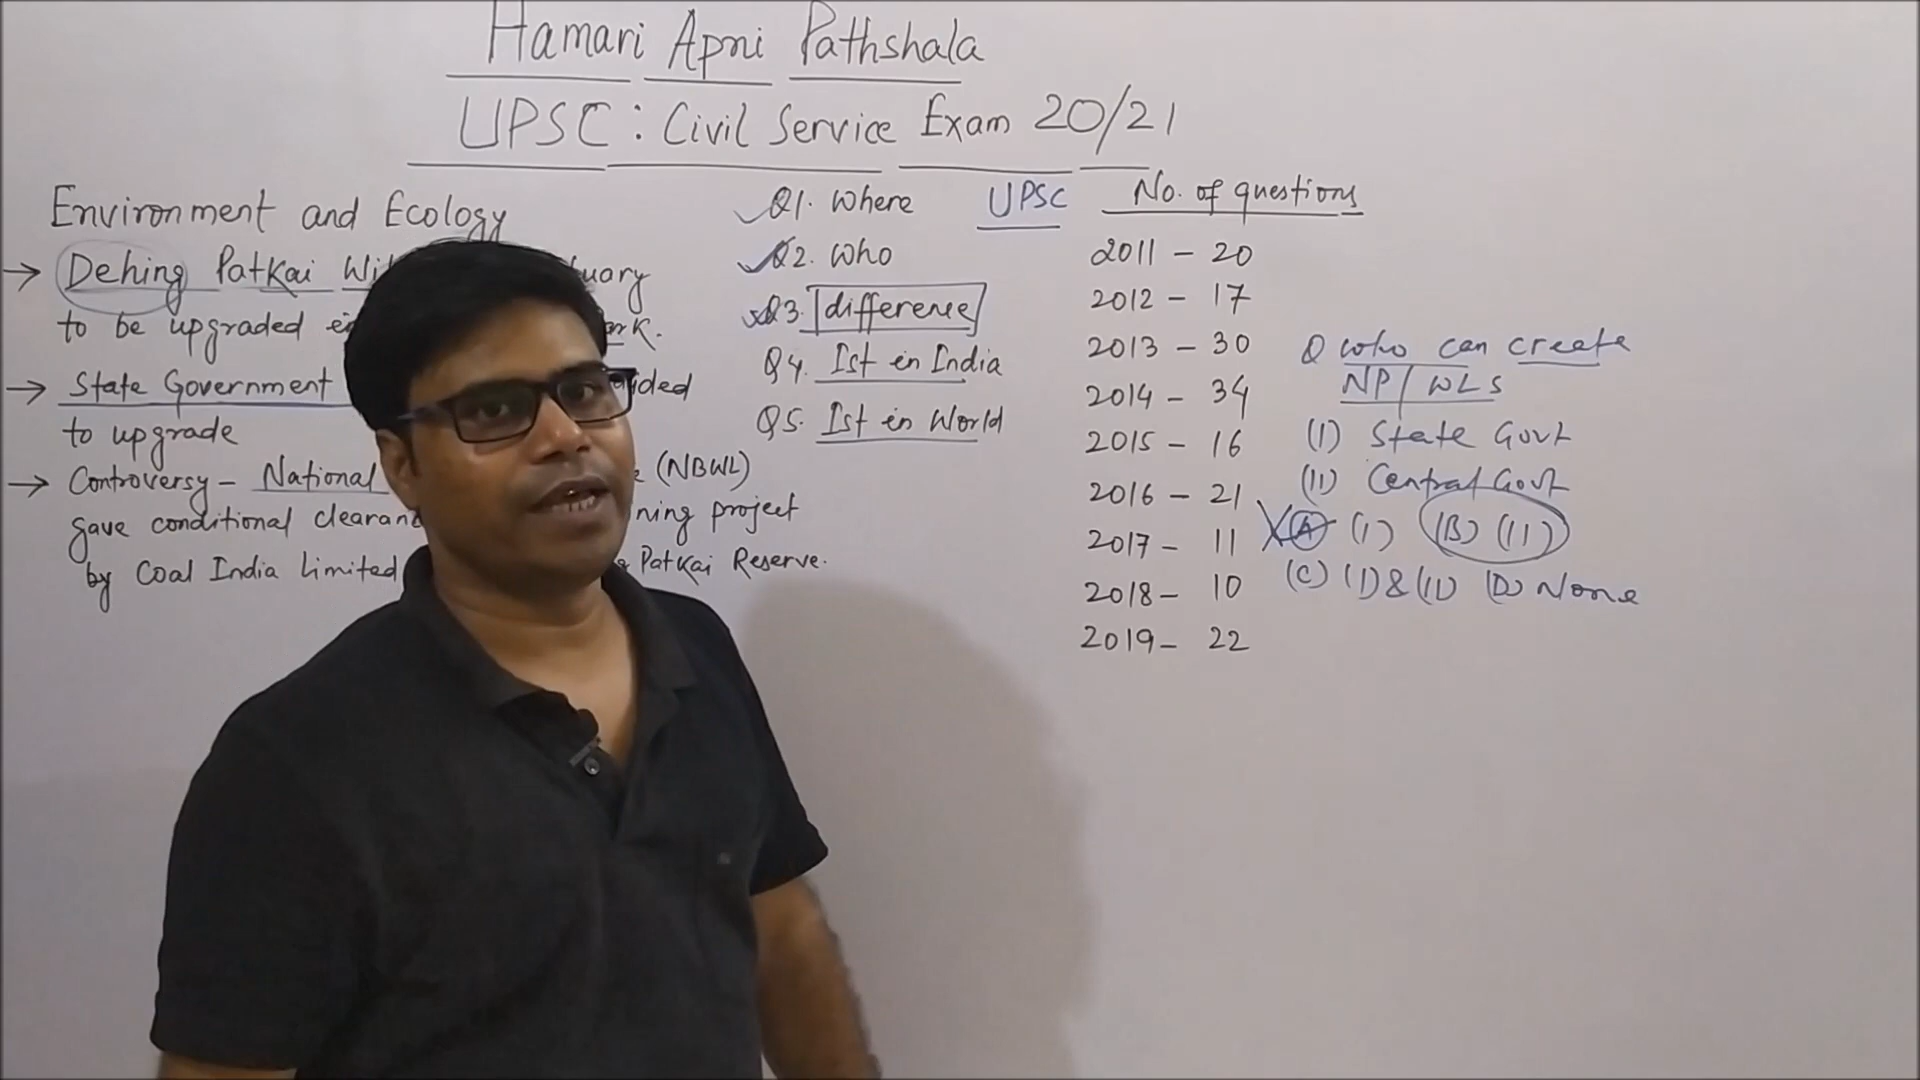 Hamari Apni Pathshala
UPSC: Civil Service Exam 20/21
Environment and Ecology
→ Dehing Patkai uary
to be upgraded
→ State Government ided
to upgrade
→ Controversy - National (NBWL)
gave conditional clearan ning project
by Coal India Limited Patkai Reserve.
Q1. Where
Q2. Who
Q3. difference
Q4. Ist in India
Q5. Ist in World
UPSC No. of questions
2011 - 20
2012 - 17
2013 - 30
2014 - 34
2015 - 16
2016 - 21
2017 - 11
2018 - 10
2019 - 22
Q who can create
NP/WLS
(I) State Govt
(II) Central Govt
(A) (I) (B) (II)
(C) (I) & (II) (D) None